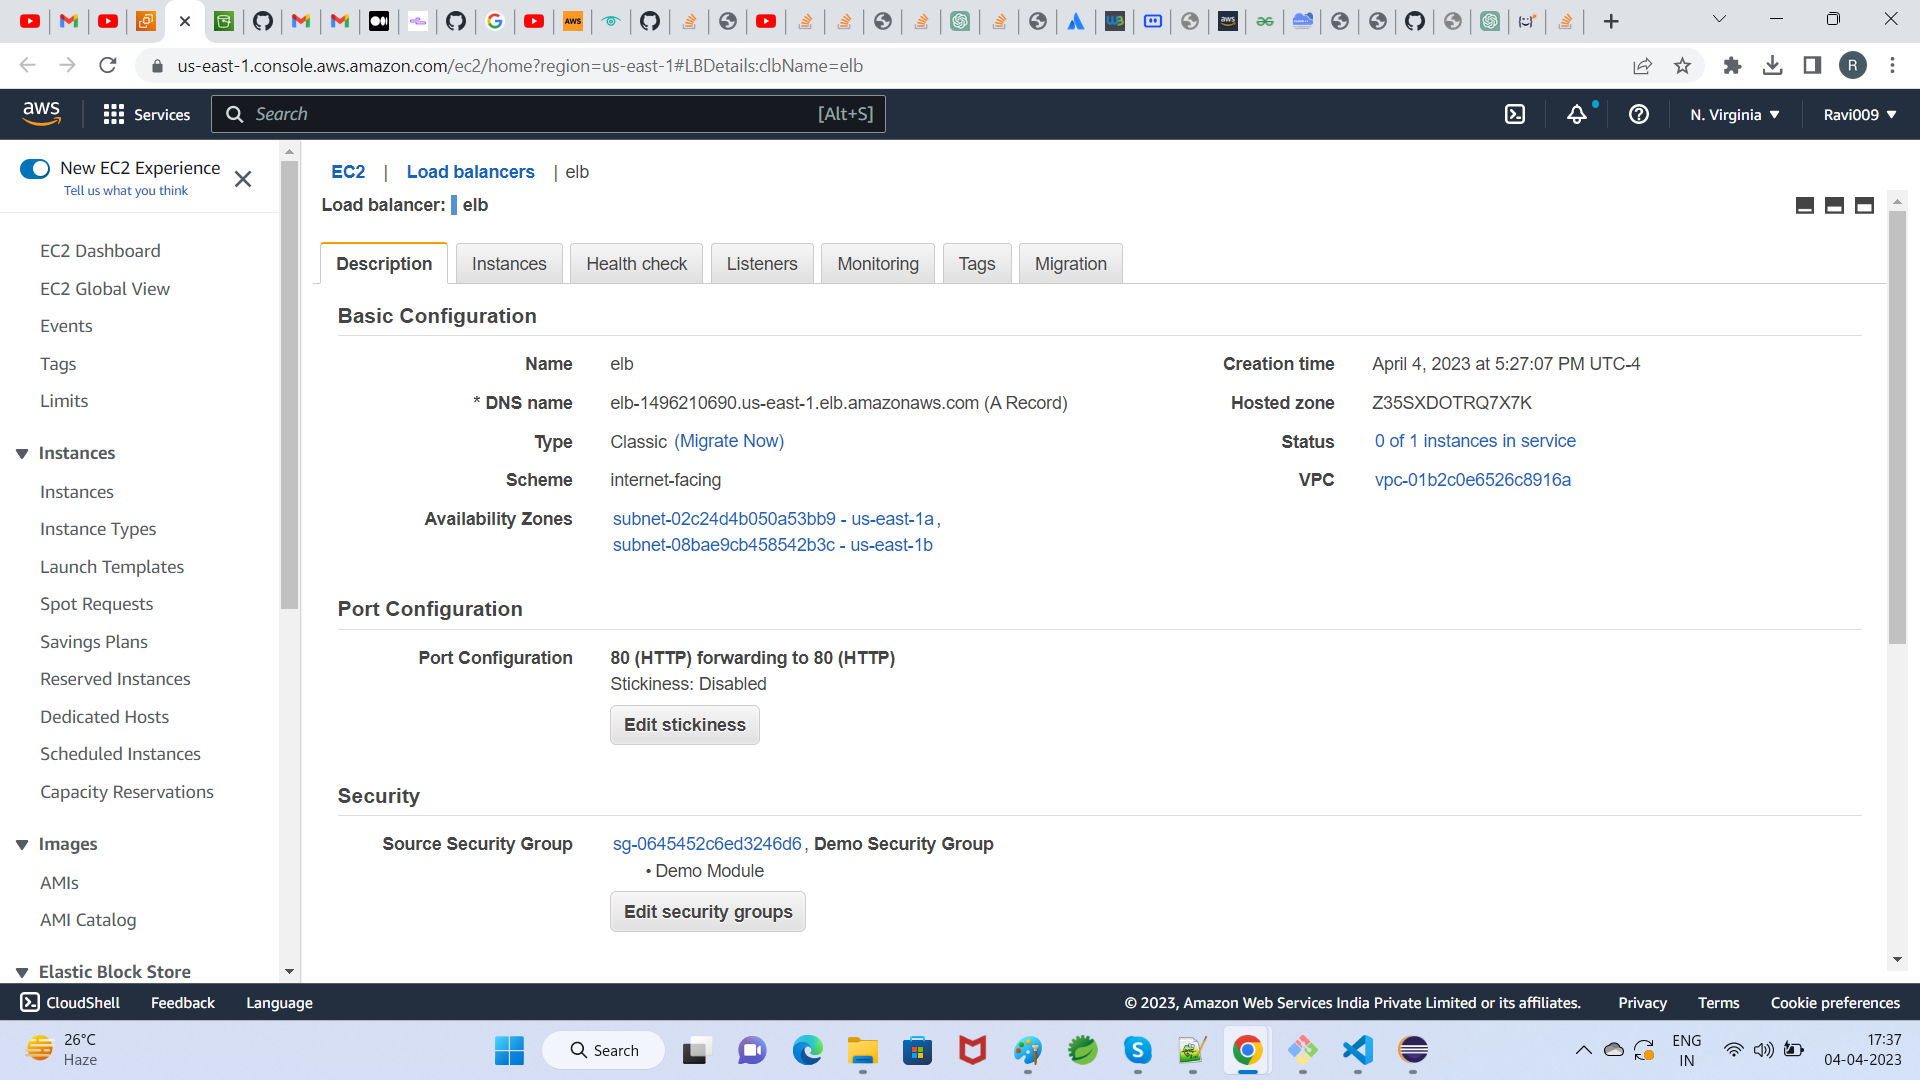 us-east-1.console.aws.amazon.com/ec2/home?region=us-east-1#LBDetails:clbName=elb
R
aws
Services
Search
[Alt+S]
N. Virginia
Ravi009
New EC2 Experience
Tell us what you think
EC2 Dashboard
EC2 Global View
Events
Tags
Limits
Instances
Instances
Instance Types
Launch Templates
Spot Requests
Savings Plans
Reserved Instances
Dedicated Hosts
Scheduled Instances
Capacity Reservations
Images
AMIs
AMI Catalog
Elastic Block Store
EC2 | Load balancers | elb
Load balancer: elb
Description
Instances
Health check
Listeners
Monitoring
Tags
Migration
Basic Configuration
Name elb
* DNS name elb-1496210690.us-east-1.elb.amazonaws.com (A Record)
Type Classic (Migrate Now)
Scheme internet-facing
Availability Zones subnet-02c24d4b050a53bb9 - us-east-1a,
subnet-08bae9cb458542b3c - us-east-1b
Creation time April 4, 2023 at 5:27:07 PM UTC-4
Hosted zone Z35SXDOTRQ7X7K
Status 0 of 1 instances in service
VPC vpc-01b2c0e6526c8916a
Port Configuration
Port Configuration 80 (HTTP) forwarding to 80 (HTTP)
Stickiness: Disabled
Edit stickiness
Security
Source Security Group sg-0645452c6ed3246d6, Demo Security Group
• Demo Module
Edit security groups
CloudShell
Feedback
Language
© 2023, Amazon Web Services India Private Limited or its affiliates.
Privacy
Terms
Cookie preferences
26°C
Haze
Search
ENG
IN
17:37
04-04-2023